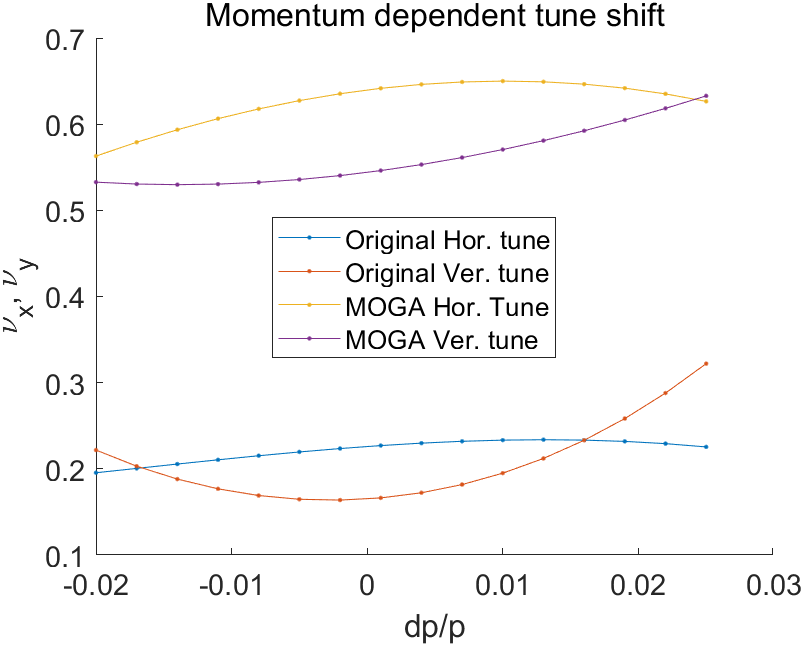 Momentum dependent tune shift
0.7
0.6
0.5
0.4
0.3
0.2
0.1
ν_x, ν_y
Original Hor. tune
Original Ver. tune
MOGA Hor. Tune
MOGA Ver. tune
-0.02 -0.01 0 0.01 0.02 0.03
dp/p